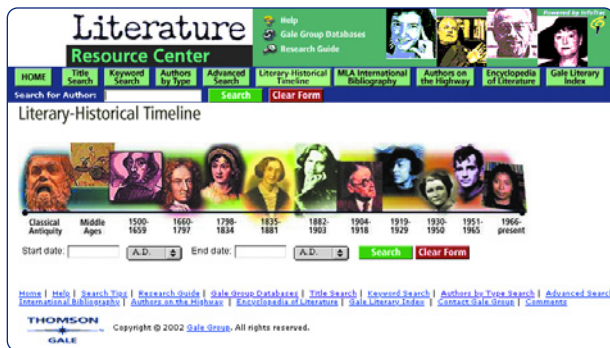 Literature
Resource Center
Help
Gale Group Databases
Research Guide
Powered by InfoTrac
HOME
Title Search
Keyword Search
Authors by Type
Advanced Search
Literary-Historical Timeline
MLA International Bibliography
Authors on the Highway
Encyclopedia of Literature
Gale Literary Index
Search for Author: Search Clear Form
Literary-Historical Timeline
Classical Antiquity
Middle Ages
1500-1659
1660-1797
1798-1834
1835-1881
1882-1903
1904-1918
1919-1929
1930-1950
1951-1965
1966-present
Start date: A.D. End date: A.D. Search Clear Form
Home | Help | Search Tips | Research Guide | Gale Group Databases | Title Search | Keyword Search | Authors by Type Search | Advanced Searc
International Bibliography | Authors on the Highway | Encyclopedia of Literature | Gale Literary Index | Contact Gale Group | Comments
THOMSON
GALE
Copyright © 2002 Gale Group. All rights reserved.